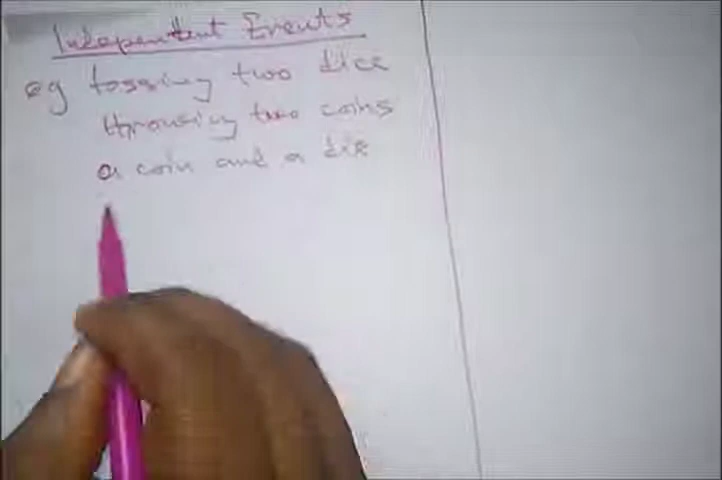 Independent Events
eg tossing two dice
throwing two coins
a coin and a die